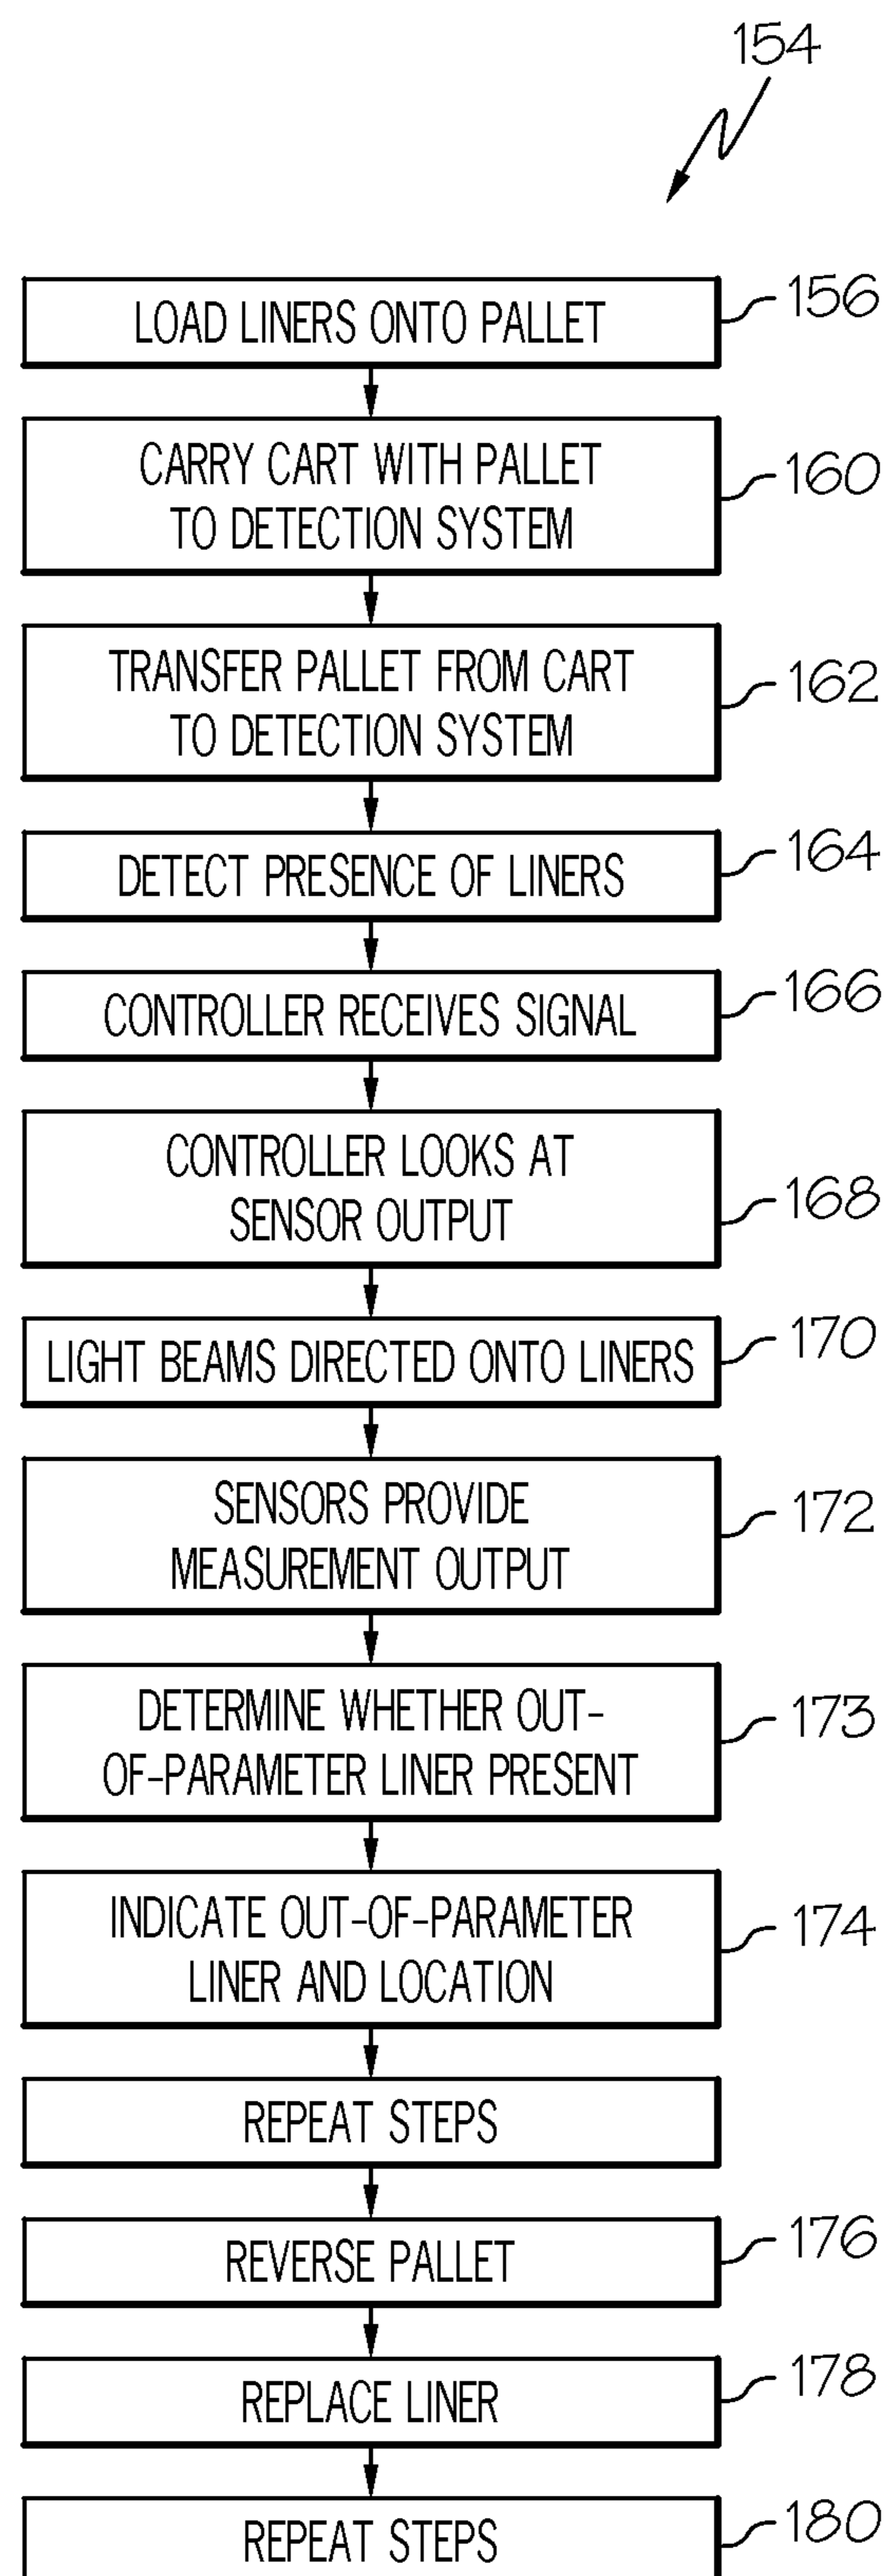 154
LOAD LINERS ONTO PALLET
156
CARRY CART WITH PALLET
TO DETECTION SYSTEM
160
TRANSFER PALLET FROM CART
TO DETECTION SYSTEM
162
DETECT PRESENCE OF LINERS
164
CONTROLLER RECEIVES SIGNAL
166
CONTROLLER LOOKS AT
SENSOR OUTPUT
168
LIGHT BEAMS DIRECTED ONTO LINERS
170
SENSORS PROVIDE
MEASUREMENT OUTPUT
172
DETERMINE WHETHER OUT-
OF-PARAMETER LINER PRESENT
173
INDICATE OUT-OF-PARAMETER
LINER AND LOCATION
174
REPEAT STEPS
REVERSE PALLET
176
REPLACE LINER
178
REPEAT STEPS
180